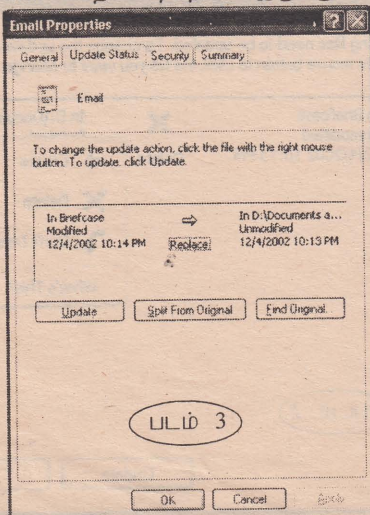 Email Properties
General Update Status Security Summary
Email
To change the update action, click the file with the right mouse
button. To update, click Update.
In Briefcase
Modified
12/4/2002 10:14 PM
Replace
In D:\Documents a...
Unmodified
12/4/2002 10:13 PM
Update Split From Original Find Original.
படம் 3
OK Cancel Apply